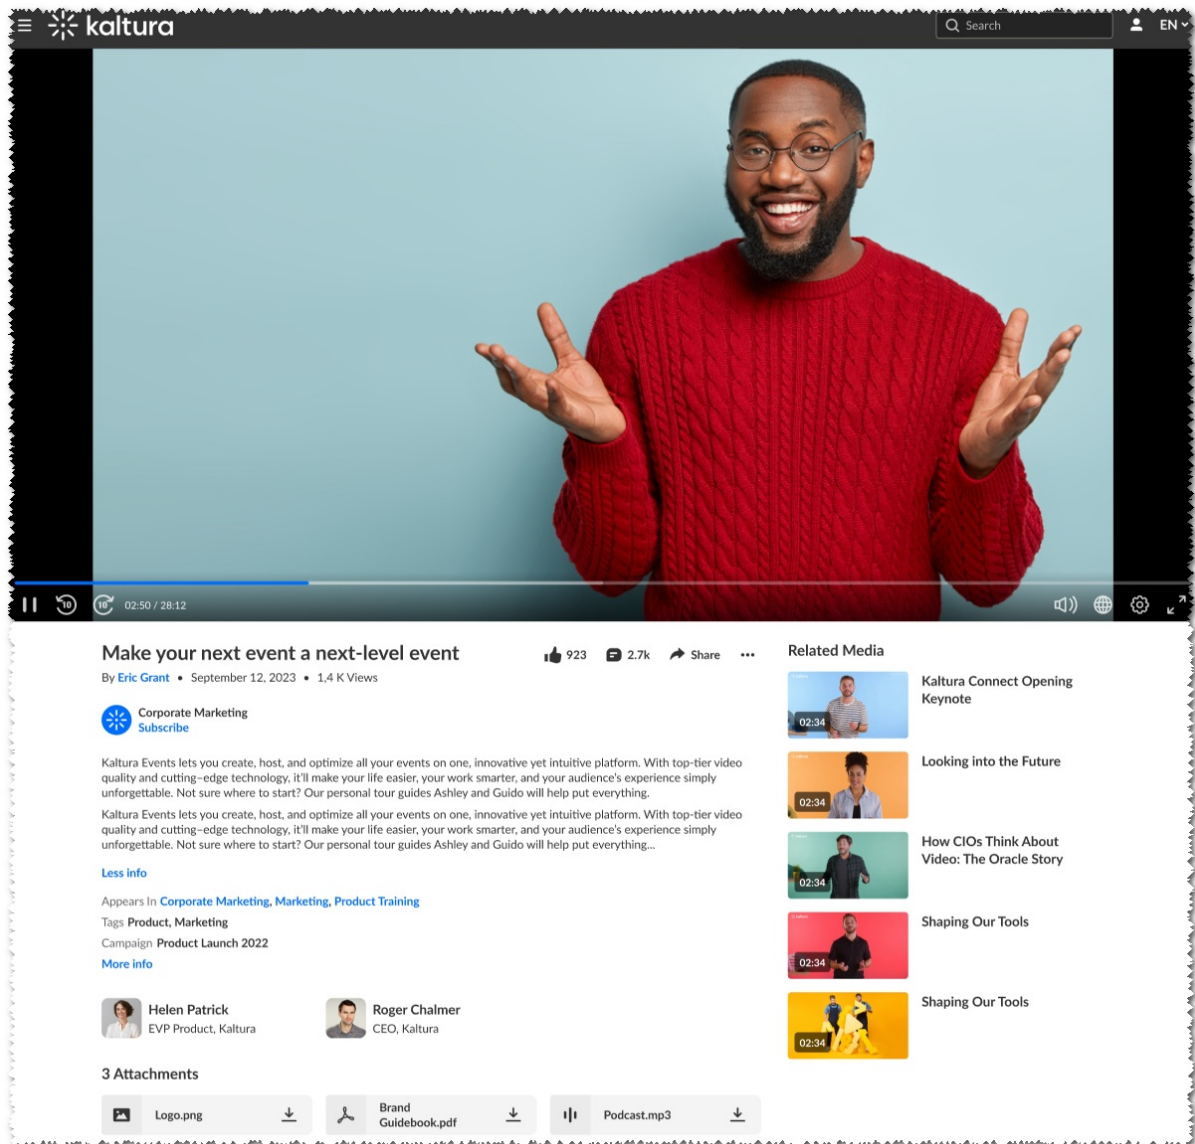 kaltura
Search
EN
10
10
02:50 / 28:12
Make your next event a next-level event
923
2.7k
Share
By Eric Grant • September 12, 2023 • 1,4 K Views
Corporate Marketing
Subscribe
Kaltura Events lets you create, host, and optimize all your events on one, innovative yet intuitive platform. With top-tier video
quality and cutting-edge technology, it'll make your life easier, your work smarter, and your audience's experience simply
unforgettable. Not sure where to start? Our personal tour guides Ashley and Guido will help put everything.
Kaltura Events lets you create, host, and optimize all your events on one, innovative yet intuitive platform. With top-tier video
quality and cutting-edge technology, it'll make your life easier, your work smarter, and your audience's experience simply
unforgettable. Not sure where to start? Our personal tour guides Ashley and Guido will help put everything...
Less info
Appears In Corporate Marketing, Marketing, Product Training
Tags Product, Marketing
Campaign Product Launch 2022
More info
Helen Patrick
EVP Product, Kaltura
Roger Chalmer
CEO, Kaltura
3 Attachments
Logo.png
Brand
Guidebook.pdf
Podcast.mp3
Related Media
02:34
Kaltura Connect Opening
Keynote
02:34
Looking into the Future
02:34
How CIOs Think About
Video: The Oracle Story
02:34
Shaping Our Tools
02:34
Shaping Our Tools